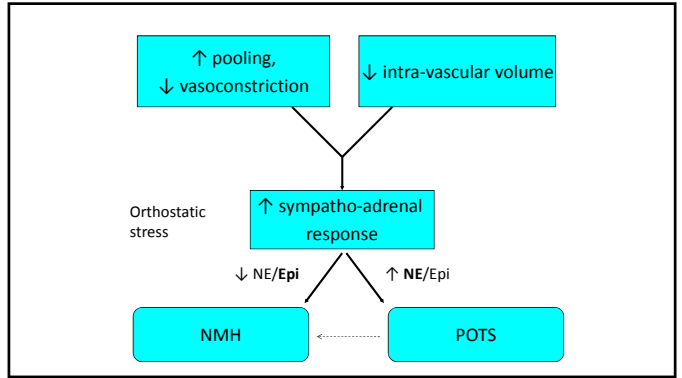 ↑ pooling,
↓ vasoconstriction
↓ intra-vascular volume
Orthostatic
stress
↑ sympatho-adrenal
response
↓ NE/Epi
↑ NE/Epi
NMH
POTS